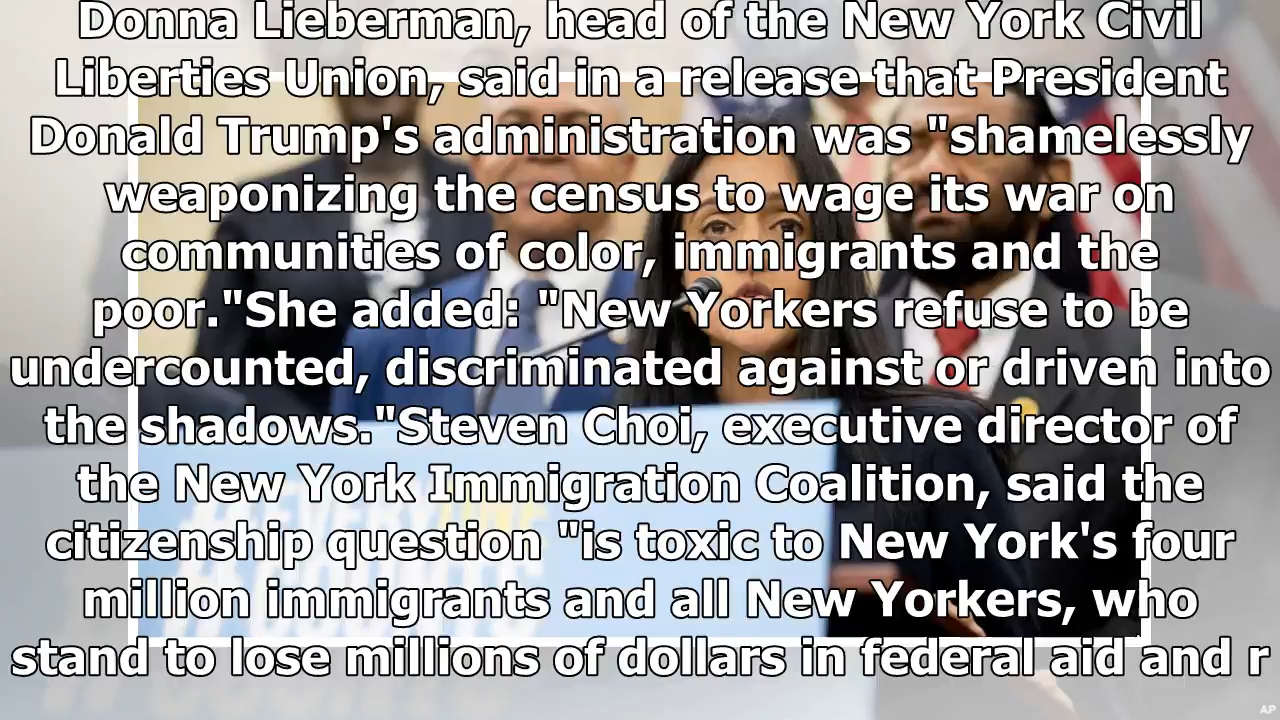 Donna Lieberman, head of the New York Civil
Liberties Union, said in a release that President
Donald Trump's administration was "shamelessly
weaponizing the census to wage its war on
communities of color, immigrants and the
poor."She added: "New Yorkers refuse to be
undercounted, discriminated against or driven into
the shadows."Steven Choi, executive director of
the New York Immigration Coalition, said the
citizenship question "is toxic to New York's four
million immigrants and all New Yorkers, who
stand to lose millions of dollars in federal aid and r
AP